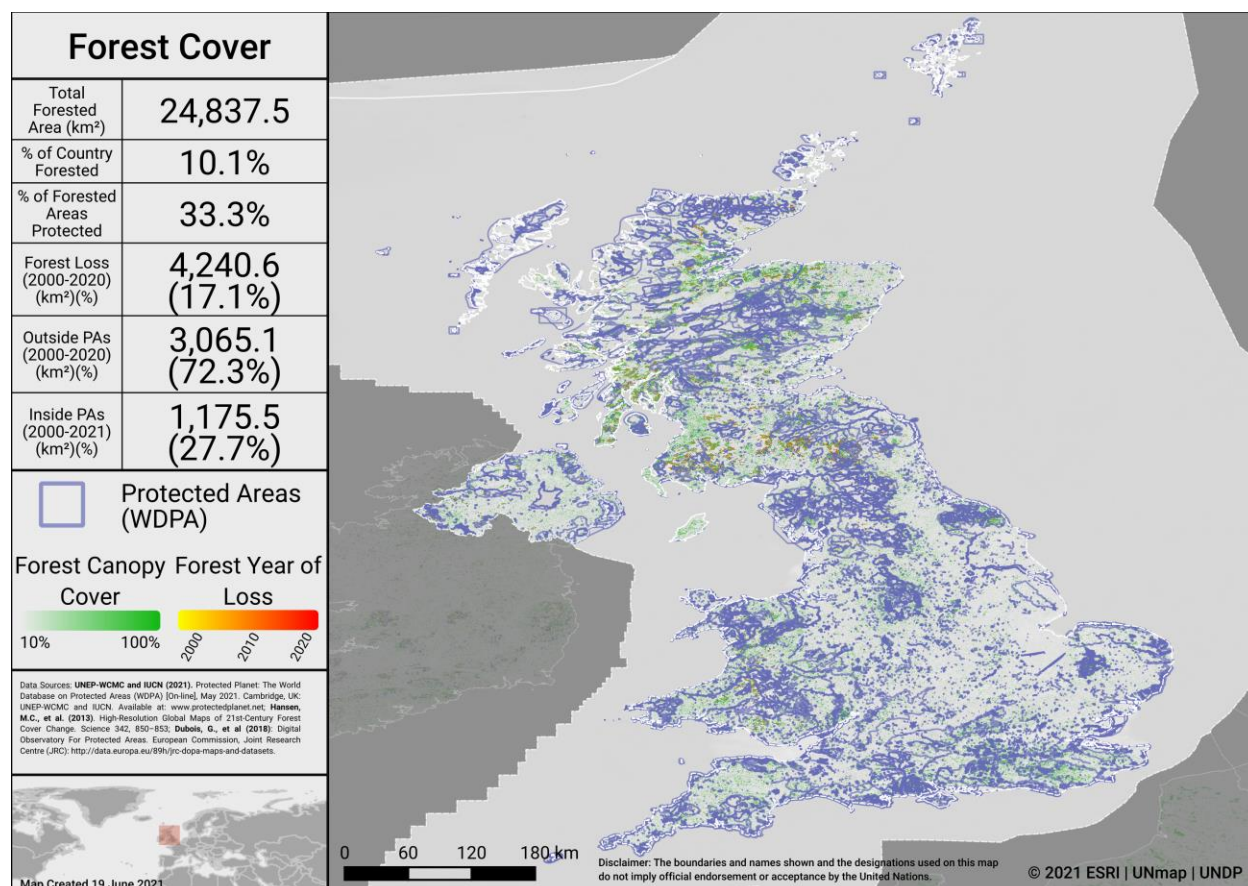 Forest Cover
Total
Forested
Area (km²)
24,837.5
% of Country
Forested
10.1%
% of Forested
Areas
Protected
33.3%
Forest Loss
(2000-2020)
(km²)(%)
4,240.6
(17.1%)
Outside PAs
(2000-2020)
(km²)(%)
3,065.1
(72.3%)
Inside PAs
(2000-2021)
(km²)(%)
1,175.5
(27.7%)
Protected Areas
(WDPA)
Forest Canopy
Cover
10% 100%
Forest Year of
Loss
2000 2010 2020
Data Sources: UNEP-WCMC and IUCN (2021). Protected Planet: The World
Database on Protected Areas (WDPA) [On-line], May 2021. Cambridge, UK:
UNEP-WCMC and IUCN. Available at: www.protectedplanet.net; Hansen,
M.C., et al. (2013). High-Resolution Global Maps of 21st-Century Forest
Cover Change. Science 342, 850–853; Dubois, G., et al (2018): Digital
Observatory For Protected Areas. European Commission, Joint Research
Centre (JRC): http://data.europa.eu/89h/jrc-dopa-maps-and-datasets.
Map Created 19 June 2021
0 60 120 180 km
Disclaimer: The boundaries and names shown and the designations used on this map
do not imply official endorsement or acceptance by the United Nations.
© 2021 ESRI | UNmap | UNDP